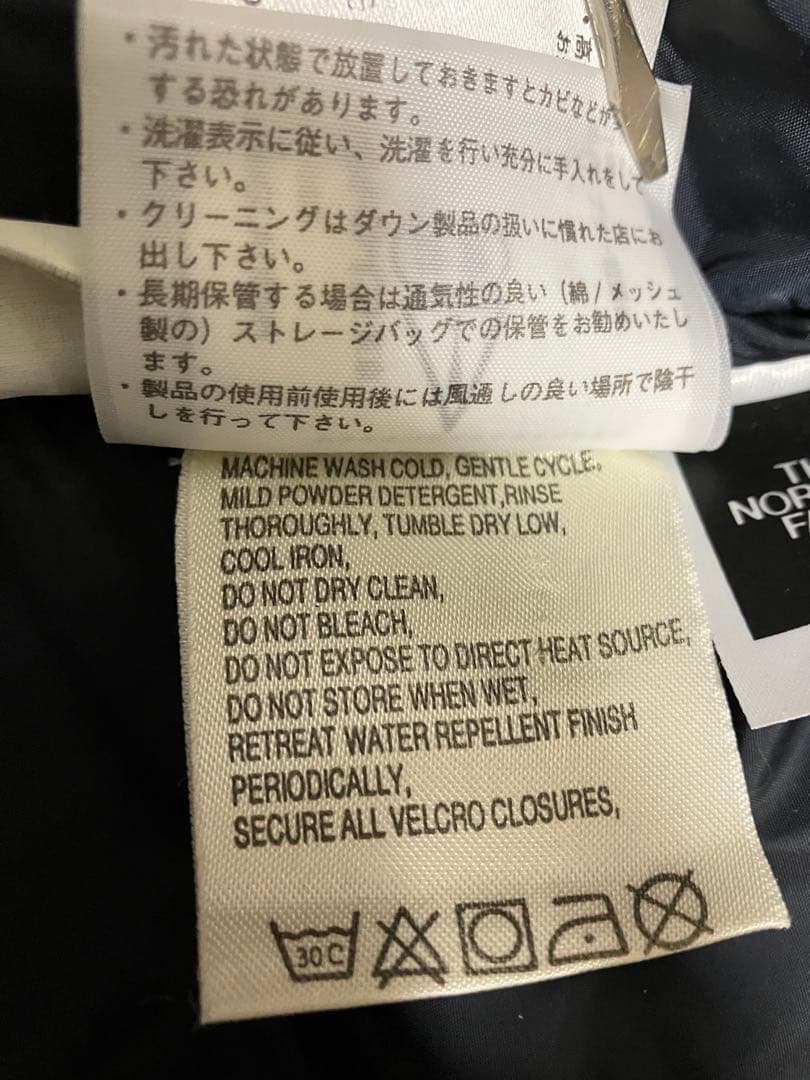 ・汚れた状態で放置しておきますとカビなどが
する恐れがあります。
・洗濯表示に従い、洗濯を行い充分に手入れをして
下さい。
・クリーニングはダウン製品の扱いに慣れた店にお
出し下さい。
・長期保管する場合は通気性の良い（綿/メッシュ
製の）ストレージバッグでの保管をお勧めいたし
ます。
・製品の使用前使用後には風通しの良い場所で陰干
しを行って下さい。
MACHINE WASH COLD, GENTLE CYCLE,
MILD POWDER DETERGENT,RINSE
THOROUGHLY, TUMBLE DRY LOW,
COOL IRON,
DO NOT DRY CLEAN,
DO NOT BLEACH,
DO NOT EXPOSE TO DIRECT HEAT SOURCE,
DO NOT STORE WHEN WET,
RETREAT WATER REPELLENT FINISH
PERIODICALLY,
SECURE ALL VELCRO CLOSURES,
30C